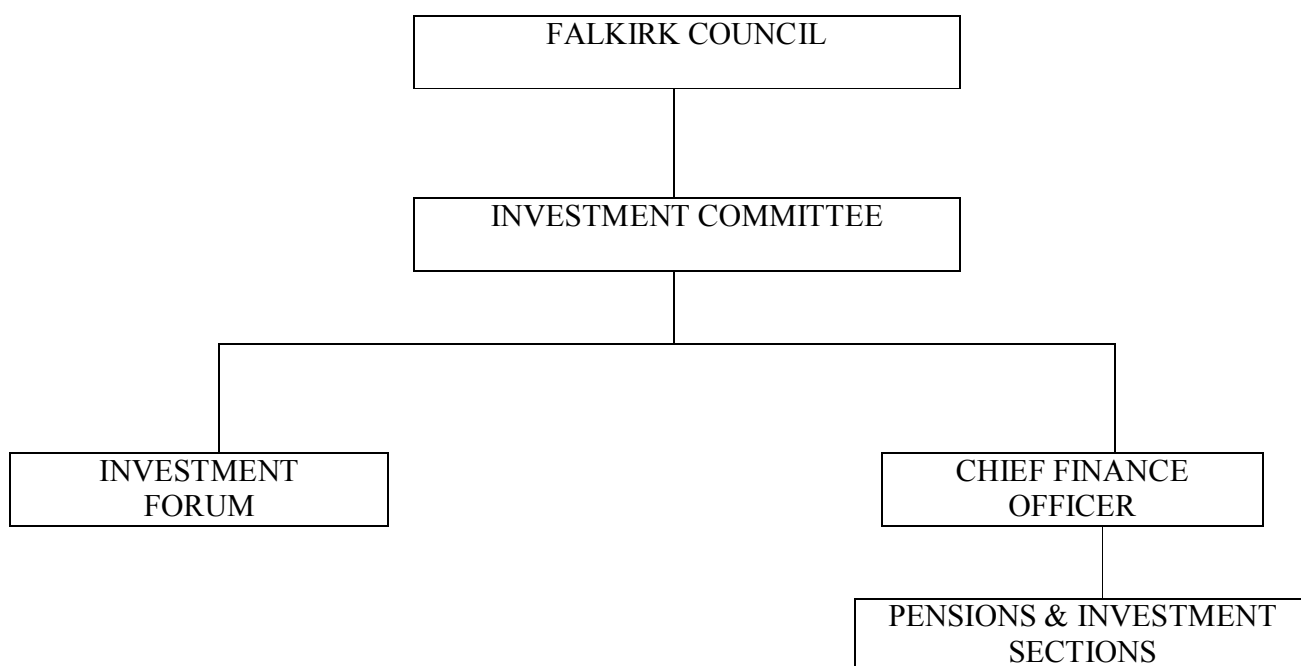 FALKIRK COUNCIL
INVESTMENT COMMITTEE
INVESTMENT
FORUM
CHIEF FINANCE
OFFICER
PENSIONS & INVESTMENT
SECTIONS